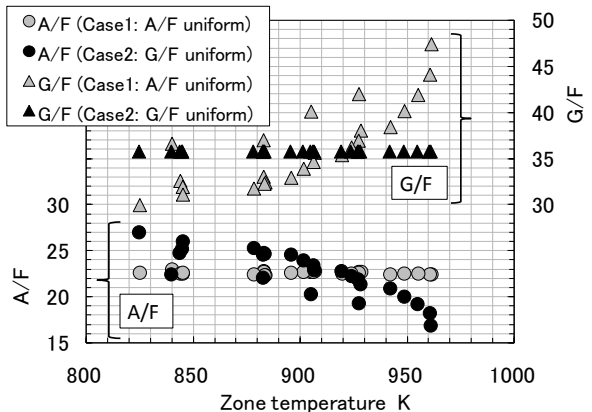 A/F (Case1: A/F uniform)
A/F (Case2: G/F uniform)
G/F (Case1: A/F uniform)
G/F (Case2: G/F uniform)
50
45
40
35
30
G/F
G/F
30
25
20
15
A/F
A/F
800 850 900 950 1000
Zone temperature K